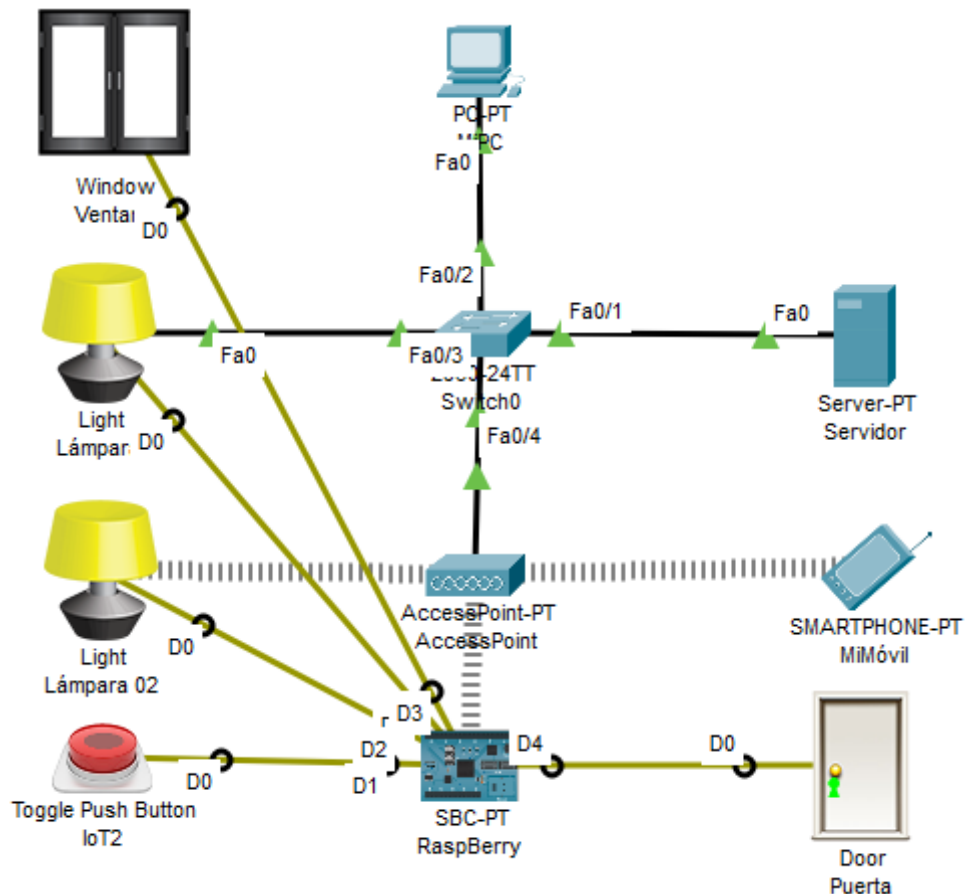 PC-PT
Fa0
Window
D0
Fa0/2
Fa0/1
Fa0
Fa0
Fa0/3
Switch0
Server-PT
Servidor
Light
D0
Fa0/4
AccessPoint-PT
AccessPoint
SMARTPHONE-PT
MiMóvil
D0
Light
Lámpara 02
D3
D2
D1
D4
D0
D0
Toggle Push Button
IoT2
SBC-PT
RaspBerry
Door
Puerta